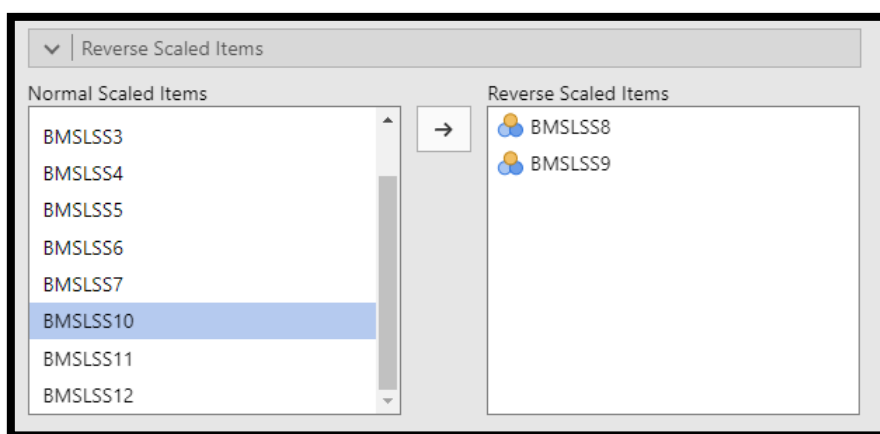 Reverse Scaled Items
Normal Scaled Items
BMSLSS3
BMSLSS4
BMSLSS5
BMSLSS6
BMSLSS7
BMSLSS10
BMSLSS11
BMSLSS12
Reverse Scaled Items
BMSLSS8
BMSLSS9